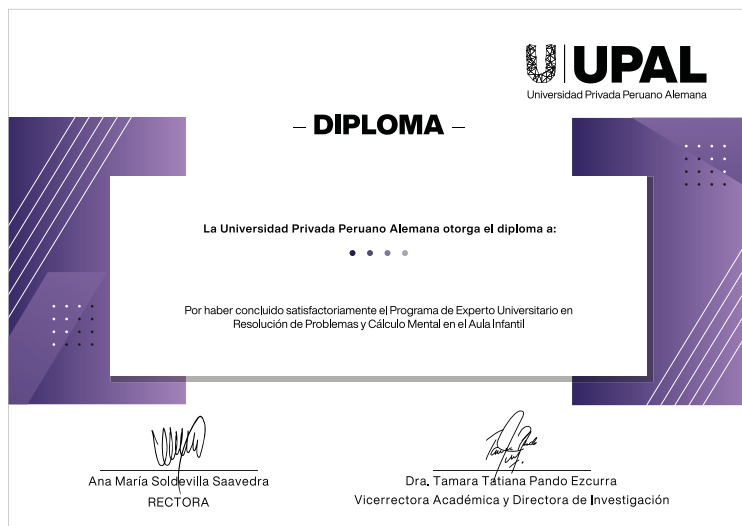 UPAL
Universidad Privada Peruano Alemana
– DIPLOMA –
La Universidad Privada Peruano Alemana otorga el diploma a:
Por haber concluido satisfactoriamente el Programa de Experto Universitario en
Resolución de Problemas y Cálculo Mental en el Aula Infantil
Ana María Soldevilla Saavedra
RECTORA
Dra. Tamara Tatiana Pando Ezcurra
Vicerrectora Académica y Directora de Investigación